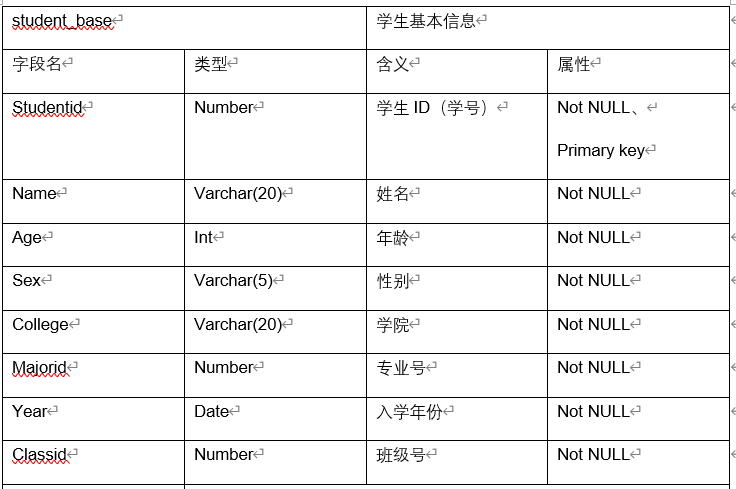 student_base 学生基本信息
字段名 类型 含义 属性
Studentid Number 学生 ID（学号） Not NULL、
Primary key
Name Varchar(20) 姓名 Not NULL
Age Int 年龄 Not NULL
Sex Varchar(5) 性别 Not NULL
College Varchar(20) 学院 Not NULL
Majorid Number 专业号 Not NULL
Year Date 入学年份 Not NULL
Classid Number 班级号 Not NULL